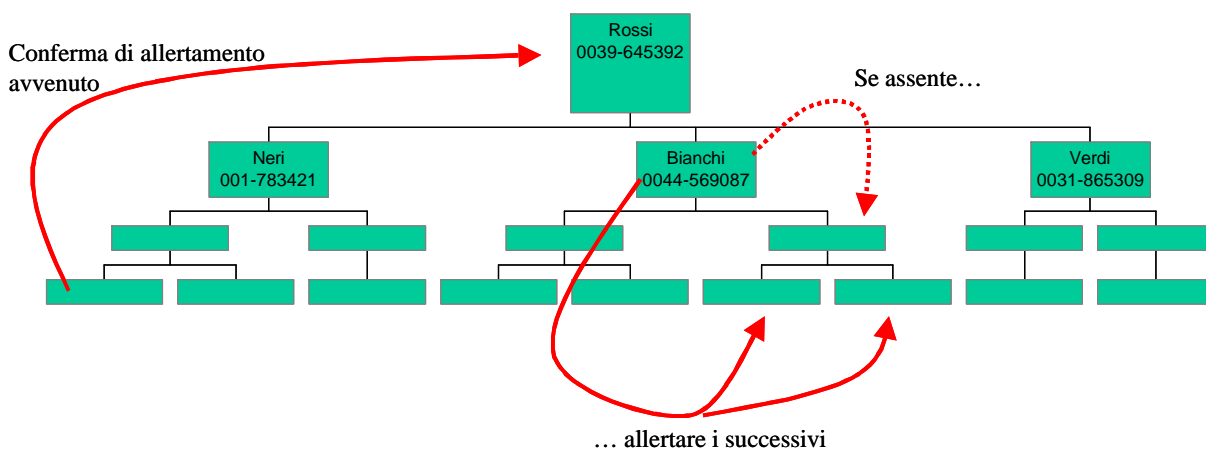 Rossi
0039-645392
Conferma di allertamento
avvenuto
Se assente…
Neri
001-783421
Bianchi
0044-569087
Verdi
0031-865309
… allertare i successivi